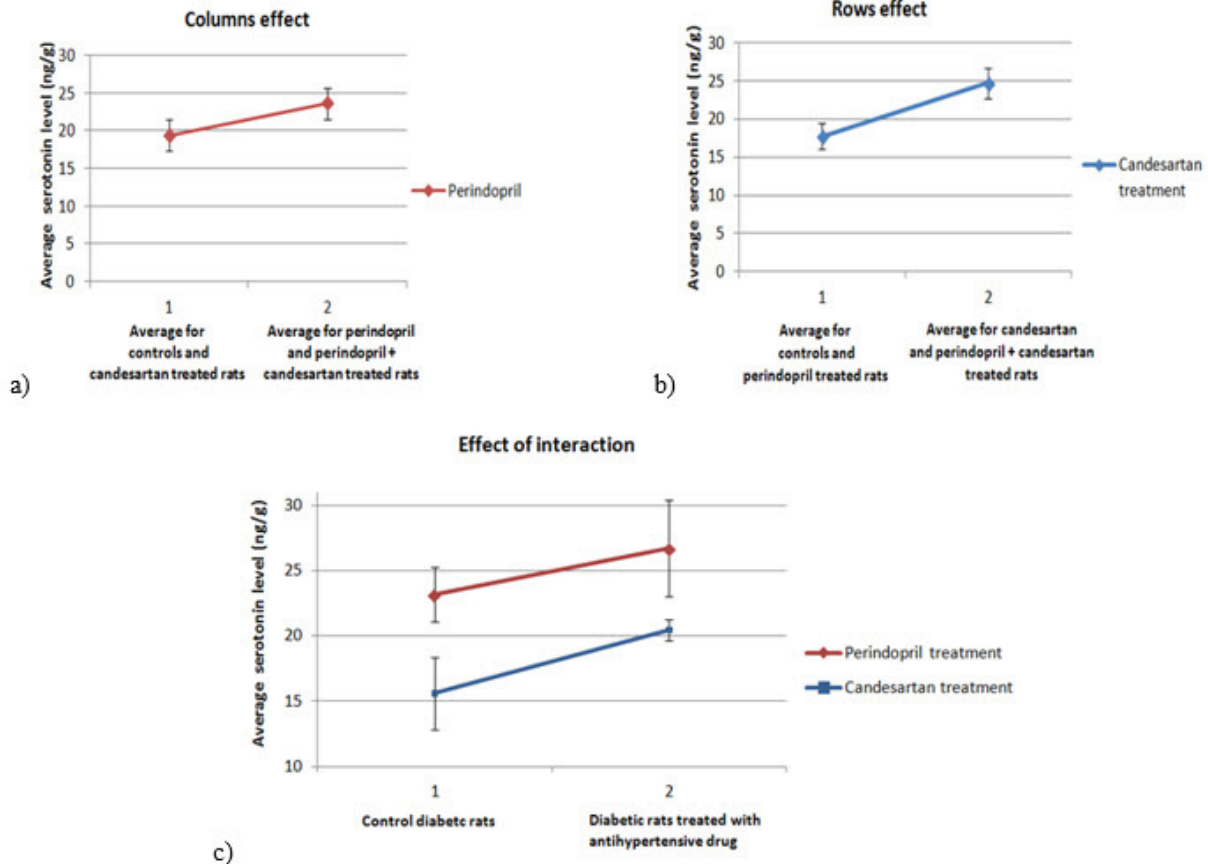 Columns effect
Average serotonin level (ng/g)
30
25
20
15
10
5
0
1
2
Average for
controls and
candesartan treated rats
Average for perindopril
and perindopril +
candesartan treated rats
Perindopril
a)
Rows effect
Average serotonin level (ng/g)
30
25
20
15
10
5
0
1
2
Average for
controls and
perindopril treated rats
Average for candesartan
and perindopril + candesartan
treated rats
Candesartan
treatment
b)
Effect of interaction
Average serotonin level (ng/g)
30
25
20
15
10
1
2
Control diabetc rats
Diabetic rats treated with
antihypertensive drug
Perindopril treatment
Candesartan treatment
c)